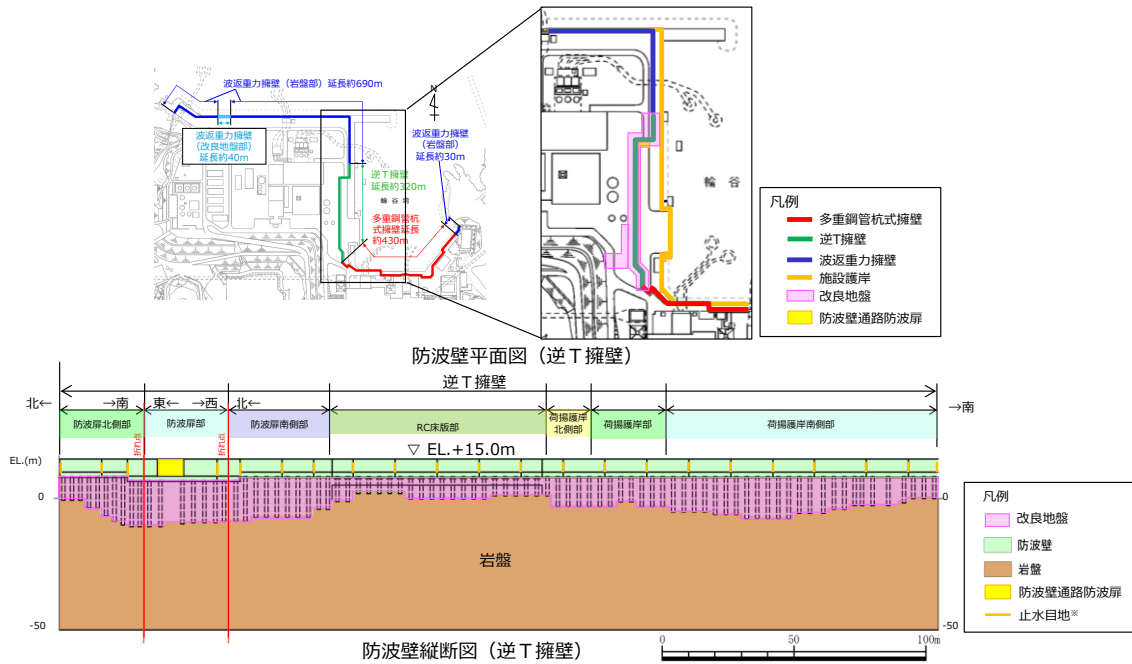 波返重力擁壁（岩盤部）延長約690m
N
波返重力擁壁
（改良地盤部）
延長約40m
波返重力擁壁
（岩盤部）
延長約30m
逆T擁壁
延長約320m
輪谷湾
多重鋼管杭
式擁壁延長
約430m
輪谷
凡例
多重鋼管杭式擁壁
逆T擁壁
波返重力擁壁
施設護岸
改良地盤
防波壁通路防波扉
防波壁平面図（逆Ｔ擁壁）
逆Ｔ擁壁
北←
→南
東←
→西
北←
→南
防波扉北側部
防波扉部
防波扉南側部
RC床版部
荷揚護岸
北側部
荷揚護岸部
荷揚護岸南側部
折れ点
折れ点
▽ EL.+15.0m
EL.(m)
0
0
岩盤
-50
-50
凡例
改良地盤
防波壁
岩盤
防波壁通路防波扉
止水目地※
防波壁縦断図（逆Ｔ擁壁）
0
50
100m